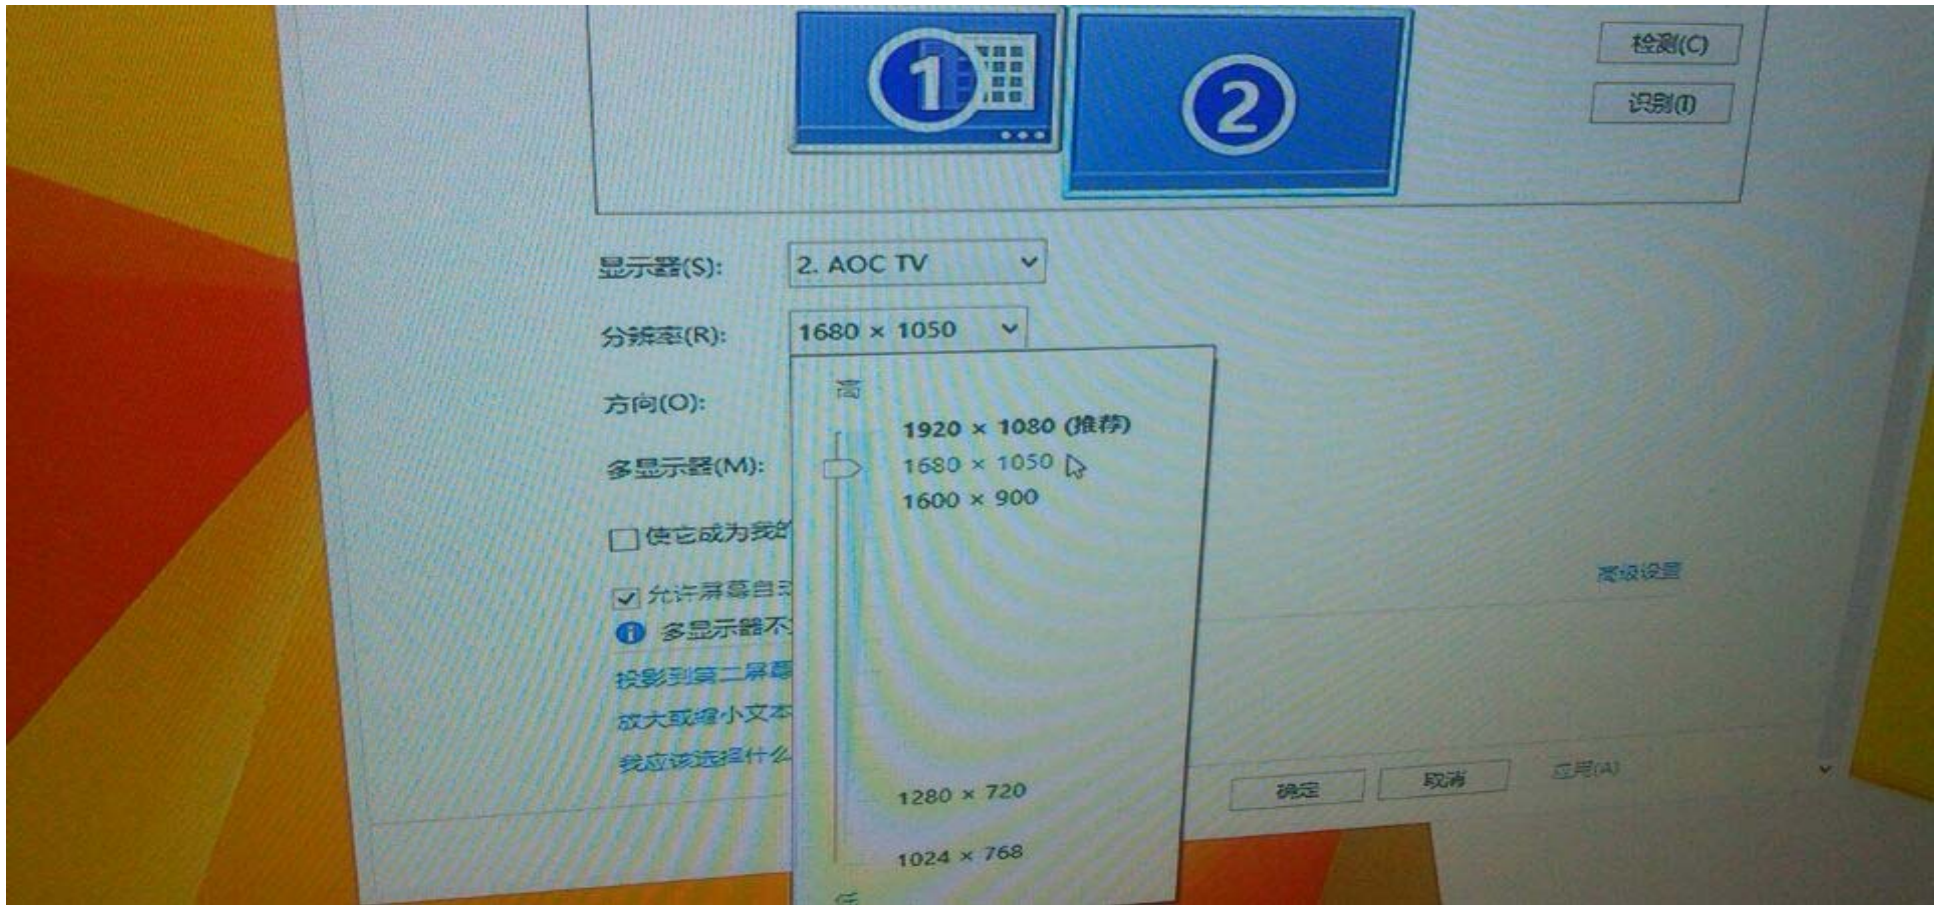 1
2
检测(C)
识别(I)
显示器(S):
2. AOC TV
分辨率(R):
1680 × 1050
方向(O):
高
1920 × 1080 (推荐)
多显示器(M):
1680 × 1050
1600 × 900
使它成为我的
高级设置
允许屏幕自动
多显示器不
投影到第二屏幕
放大或缩小文本
我应该选择什么
1280 × 720
确定
取消
应用(A)
1024 × 768
低